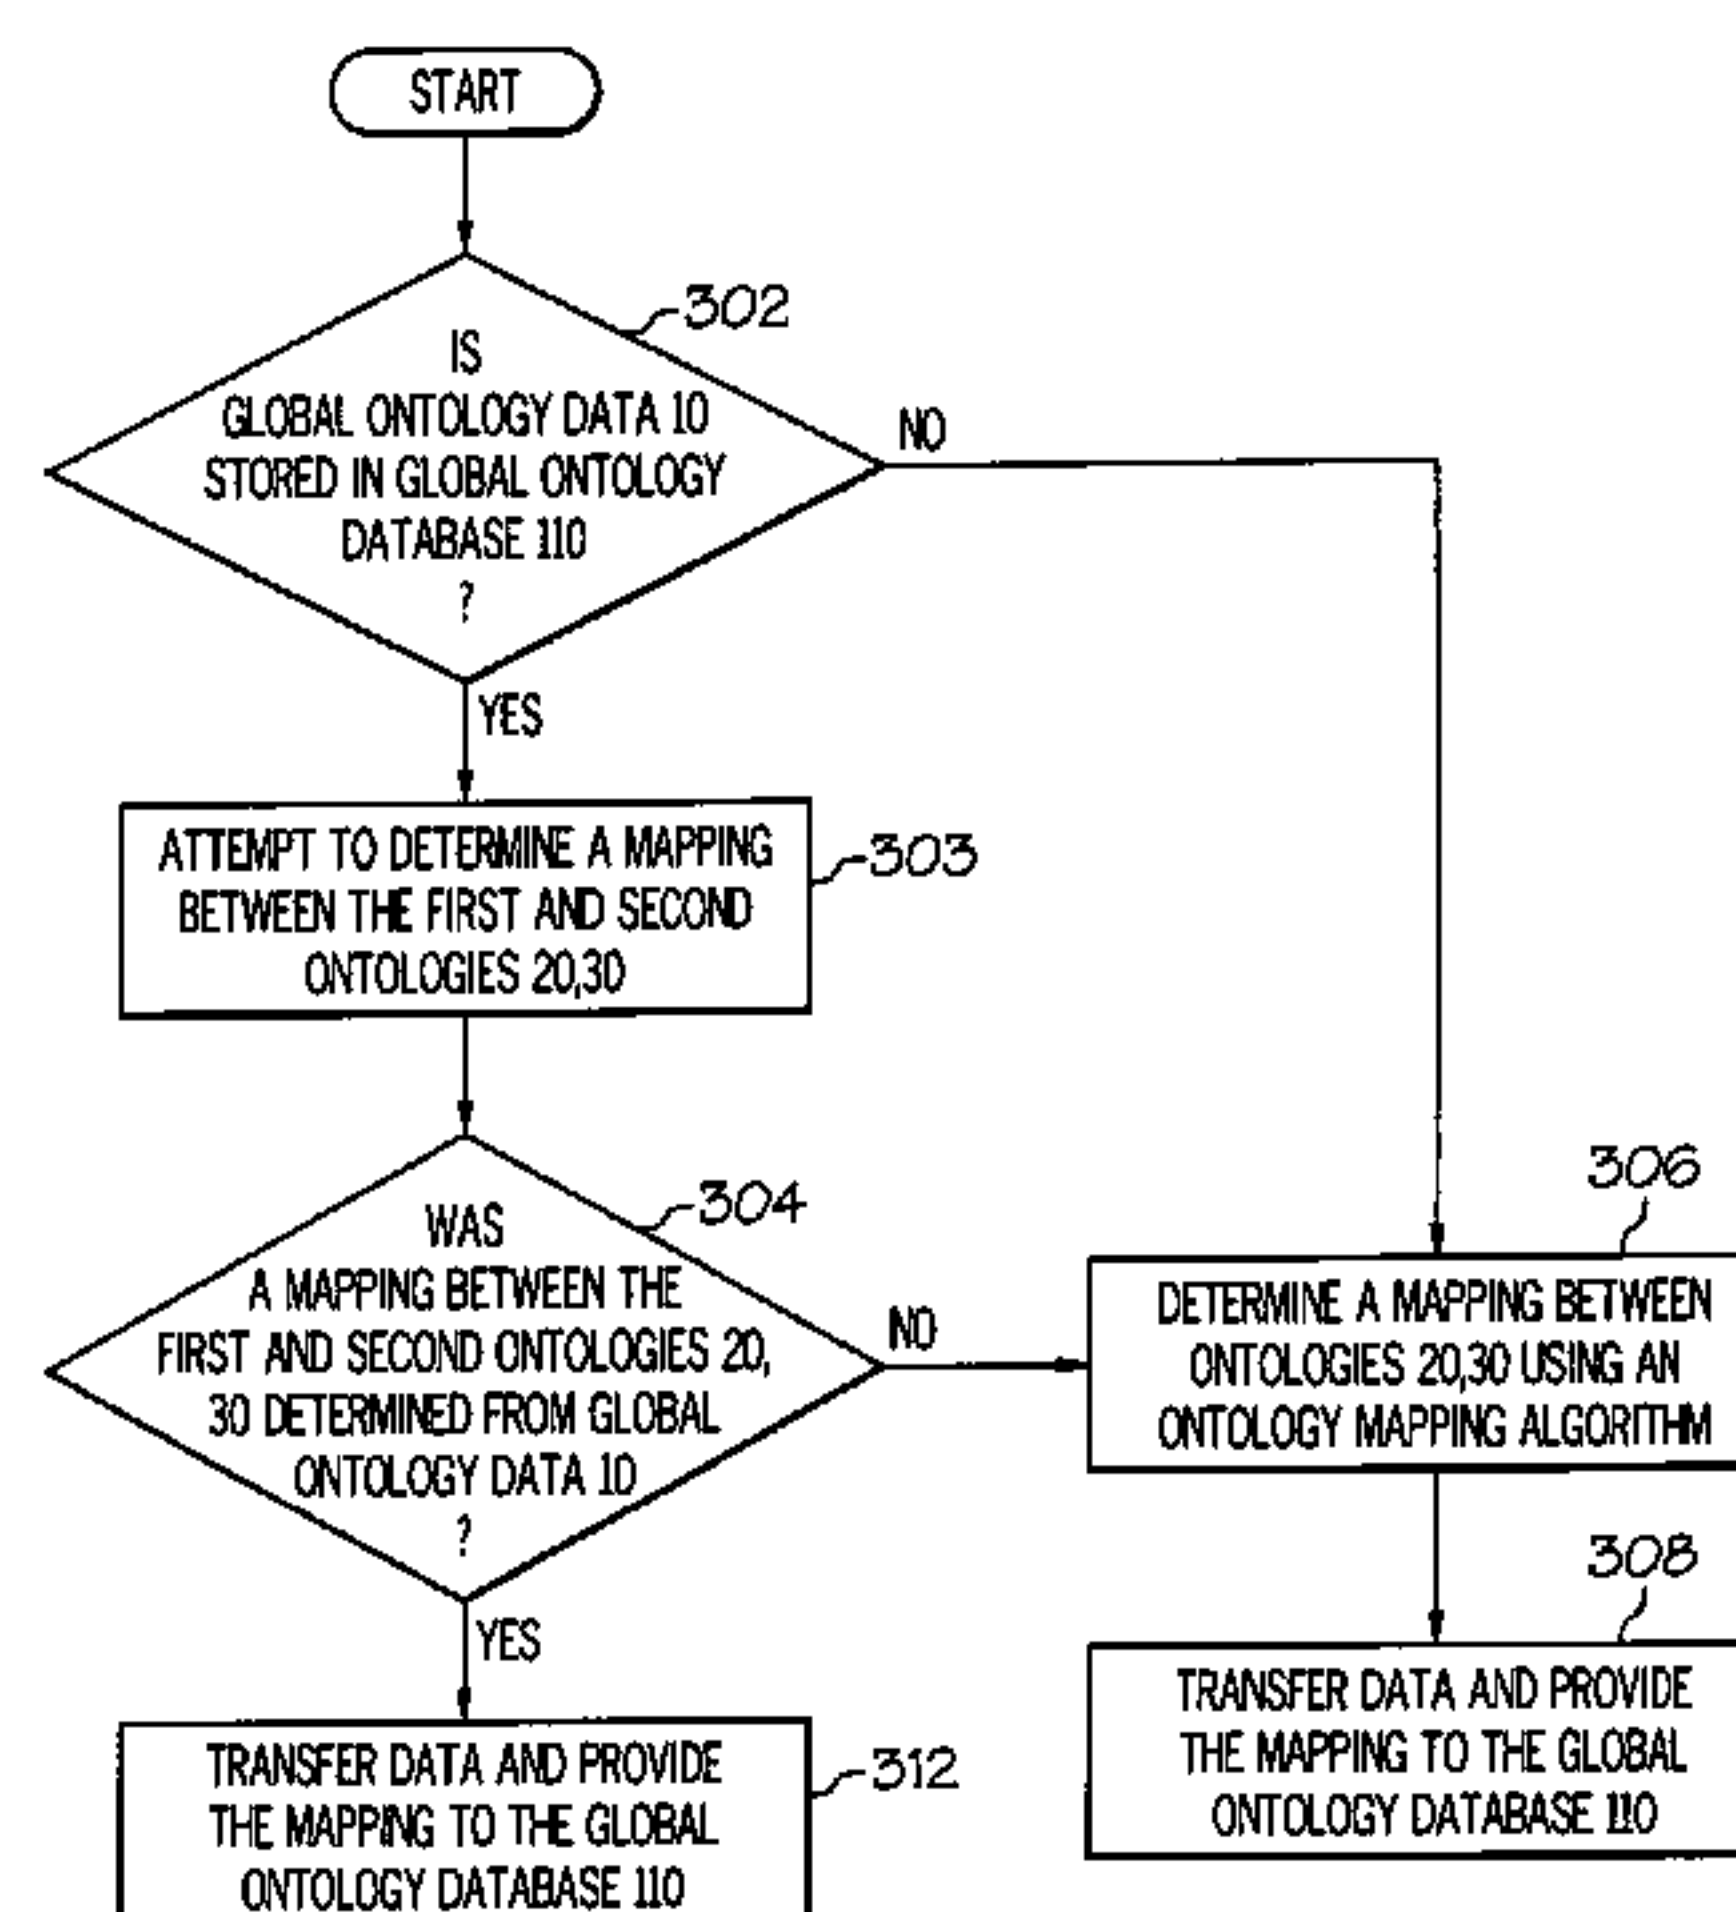 START
302
IS
GLOBAL ONTOLOGY DATA 10
STORED IN GLOBAL ONTOLOGY
DATABASE 110
?
NO
YES
ATTEMPT TO DETERMINE A MAPPING
BETWEEN THE FIRST AND SECOND
ONTOLOGIES 20,30
303
304
WAS
A MAPPING BETWEEN THE
FIRST AND SECOND ONTOLOGIES 20,
30 DETERMINED FROM GLOBAL
ONTOLOGY DATA 10
?
NO
YES
306
DETERMINE A MAPPING BETWEEN
ONTOLOGIES 20,30 USING AN
ONTOLOGY MAPPING ALGORITHM
308
TRANSFER DATA AND PROVIDE
THE MAPPING TO THE GLOBAL
ONTOLOGY DATABASE 110
TRANSFER DATA AND PROVIDE
THE MAPPING TO THE GLOBAL
ONTOLOGY DATABASE 110
312